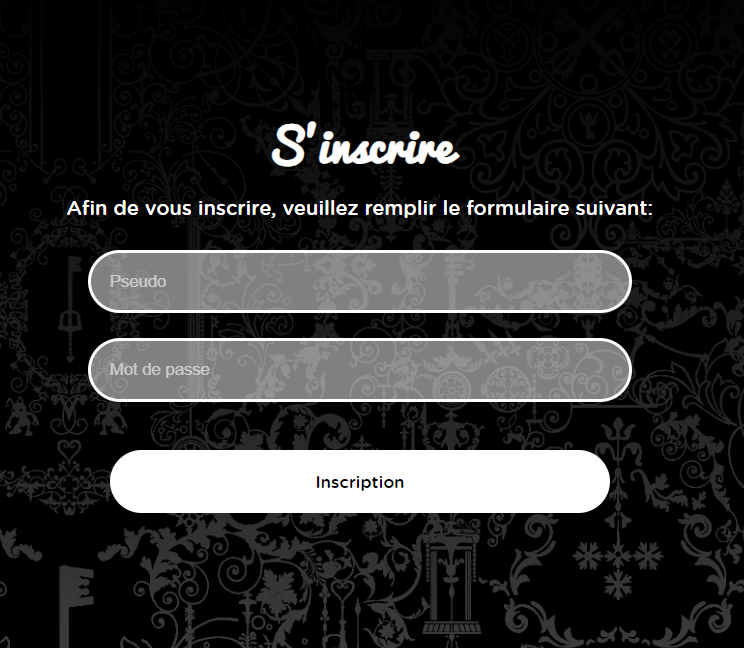 S'inscrire
Afin de vous inscrire, veuillez remplir le formulaire suivant:
Pseudo
Mot de passe
Inscription